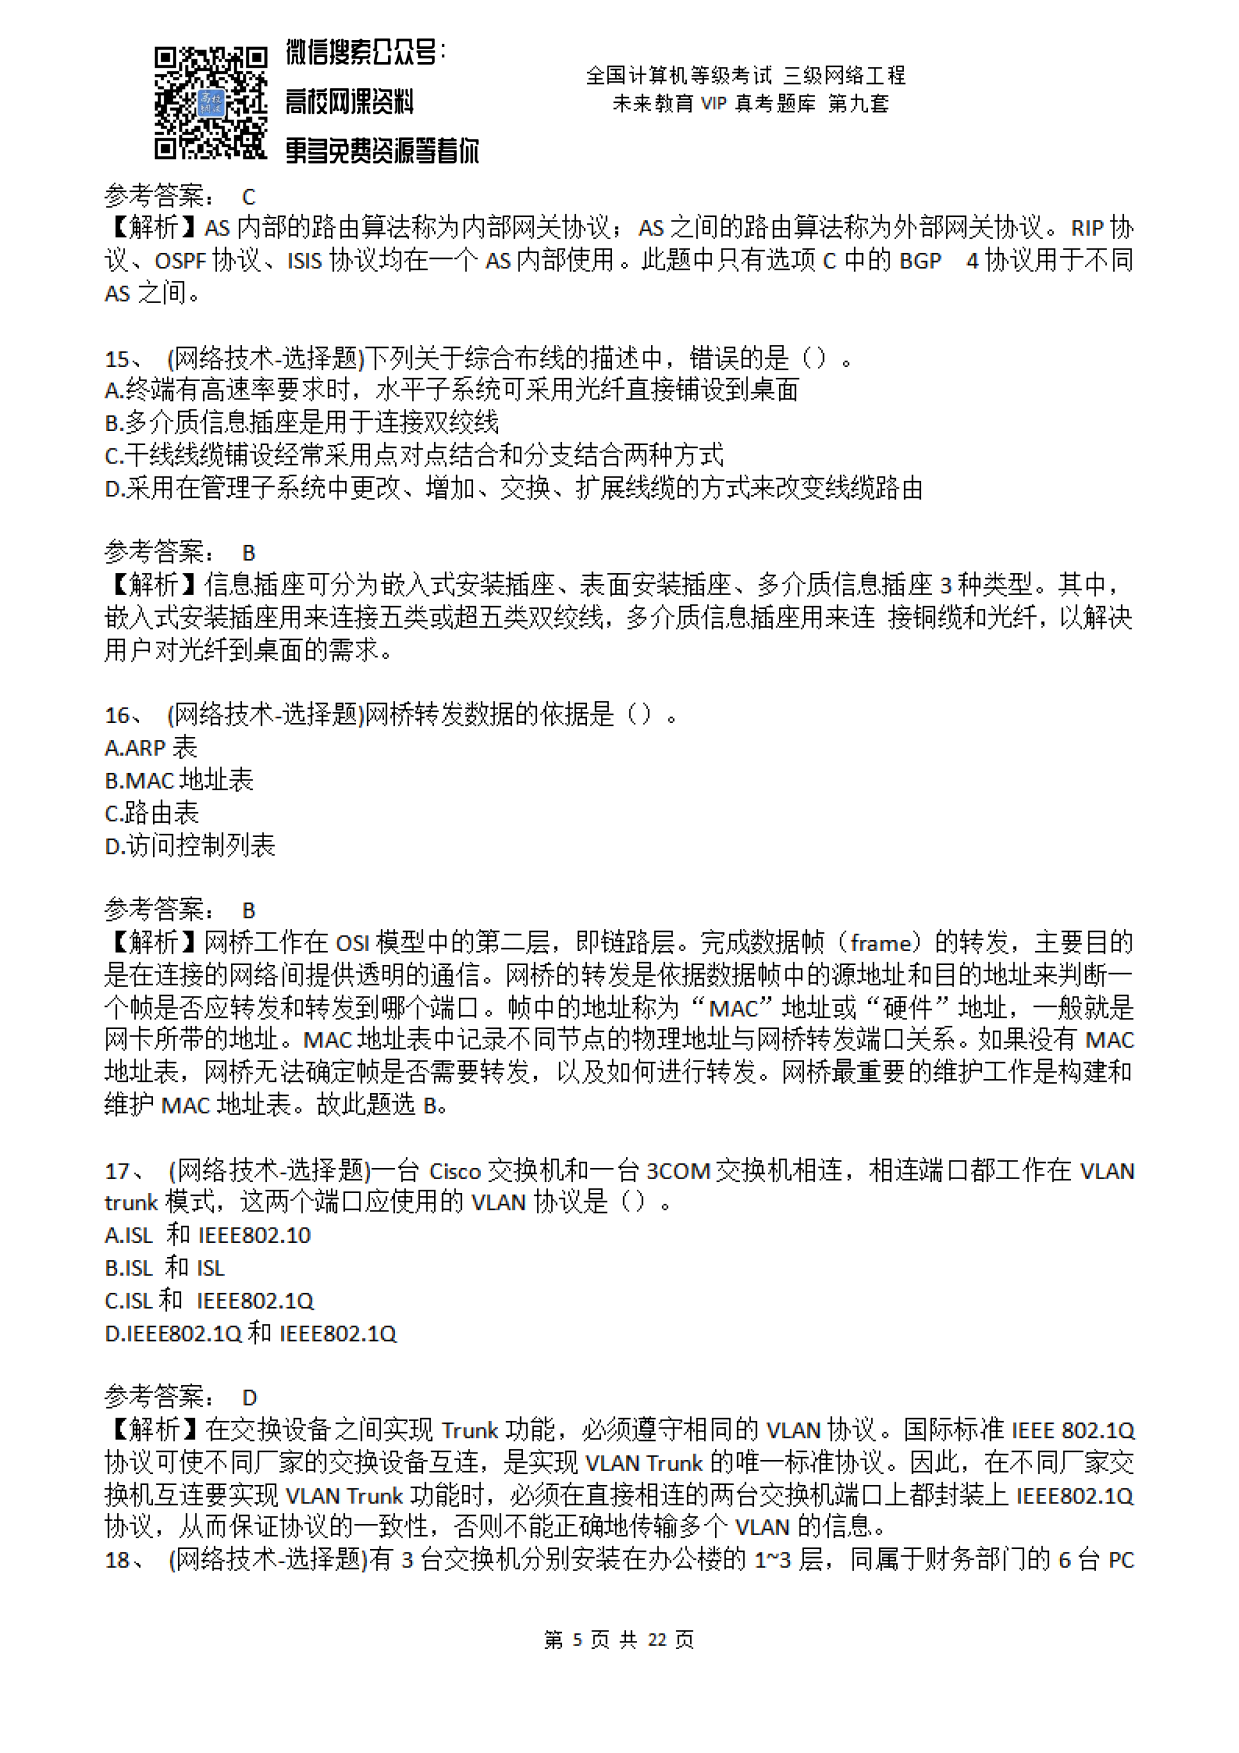 微信搜索公众号：
高校网课资料
更多免费资源等着你
全国计算机等级考试 三级网络工程
未来教育 VIP 真考题库 第九套
高校
参考答案： C
【解析】AS 内部的路由算法称为内部网关协议；AS 之间的路由算法称为外部网关协议。RIP 协
议、OSPF 协议、ISIS 协议均在一个 AS 内部使用。此题中只有选项 C 中的 BGP 4 协议用于不同
AS 之间。
15、 (网络技术-选择题)下列关于综合布线的描述中，错误的是（）。
A.终端有高速率要求时，水平子系统可采用光纤直接铺设到桌面
B.多介质信息插座是用于连接双绞线
C.干线线缆铺设经常采用点对点结合和分支结合两种方式
D.采用在管理子系统中更改、增加、交换、扩展线缆的方式来改变线缆路由
参考答案： B
【解析】信息插座可分为嵌入式安装插座、表面安装插座、多介质信息插座 3 种类型。其中，
嵌入式安装插座用来连接五类或超五类双绞线，多介质信息插座用来连 接铜缆和光纤，以解决
用户对光纤到桌面的需求。
16、 (网络技术-选择题)网桥转发数据的依据是（）。
A.ARP 表
B.MAC 地址表
C.路由表
D.访问控制列表
参考答案： B
【解析】网桥工作在 OSI 模型中的第二层，即链路层。完成数据帧（frame）的转发，主要目的
是在连接的网络间提供透明的通信。网桥的转发是依据数据帧中的源地址和目的地址来判断一
个帧是否应转发和转发到哪个端口。帧中的地址称为“MAC”地址或“硬件”地址，一般就是
网卡所带的地址。MAC 地址表中记录不同节点的物理地址与网桥转发端口关系。如果没有 MAC
地址表，网桥无法确定帧是否需要转发，以及如何进行转发。网桥最重要的维护工作是构建和
维护 MAC 地址表。故此题选 B。
17、 (网络技术-选择题)一台 Cisco 交换机和一台 3COM 交换机相连，相连端口都工作在 VLAN
trunk 模式，这两个端口应使用的 VLAN 协议是（）。
A.ISL 和 IEEE802.10
B.ISL 和 ISL
C.ISL 和 IEEE802.1Q
D.IEEE802.1Q 和 IEEE802.1Q
参考答案： D
【解析】在交换设备之间实现 Trunk 功能，必须遵守相同的 VLAN 协议。国际标准 IEEE 802.1Q
协议可使不同厂家的交换设备互连，是实现 VLAN Trunk 的唯一标准协议。因此，在不同厂家交
换机互连要实现 VLAN Trunk 功能时，必须在直接相连的两台交换机端口上都封装上 IEEE802.1Q
协议，从而保证协议的一致性，否则不能正确地传输多个 VLAN 的信息。
18、 (网络技术-选择题)有 3 台交换机分别安装在办公楼的 1~3 层，同属于财务部门的 6 台 PC
第 5 页 共 22 页